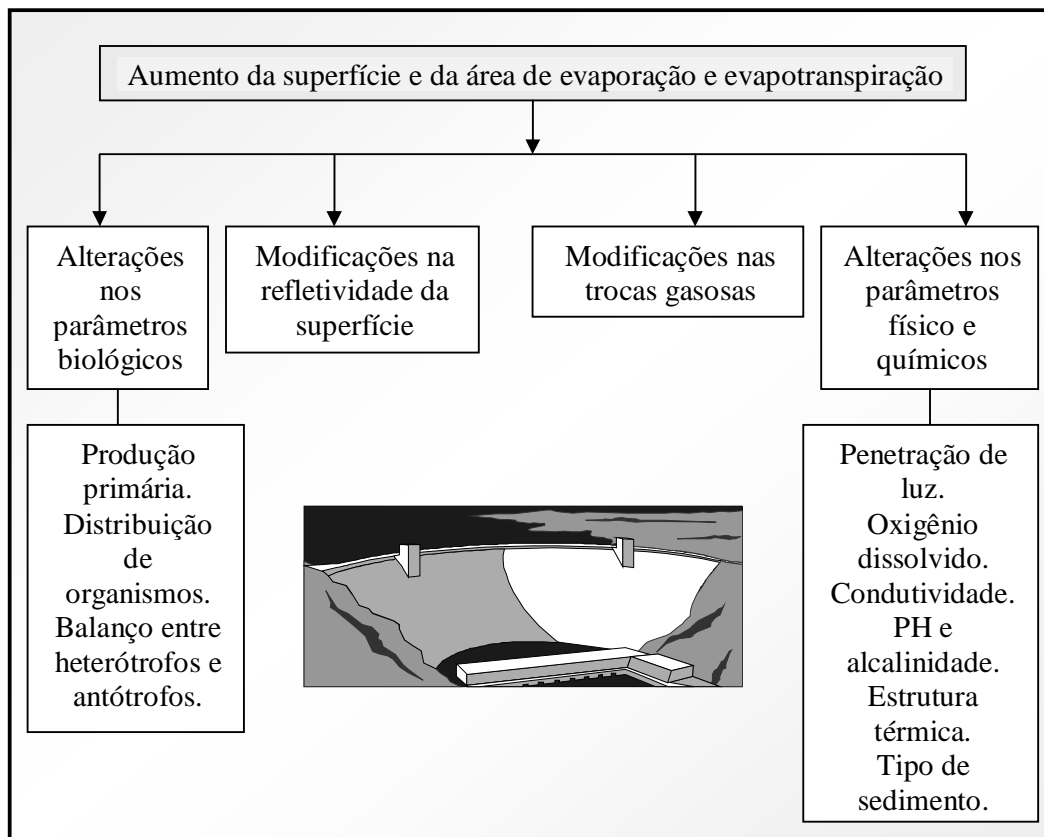 Aumento da superfície e da área de evaporação e evapotranspiração
Alterações
nos
parâmetros
biológicos
Modificações na
refletividade da
superfície
Modificações nas
trocas gasosas
Alterações nos
parâmetros
físico e
químicos
Produção
primária.
Distribuição
de
organismos.
Balanço entre
heterótrofos e
antótrofos.
Penetração de
luz.
Oxigênio
dissolvido.
Condutividade.
PH e
alcalinidade.
Estrutura
térmica.
Tipo de
sedimento.